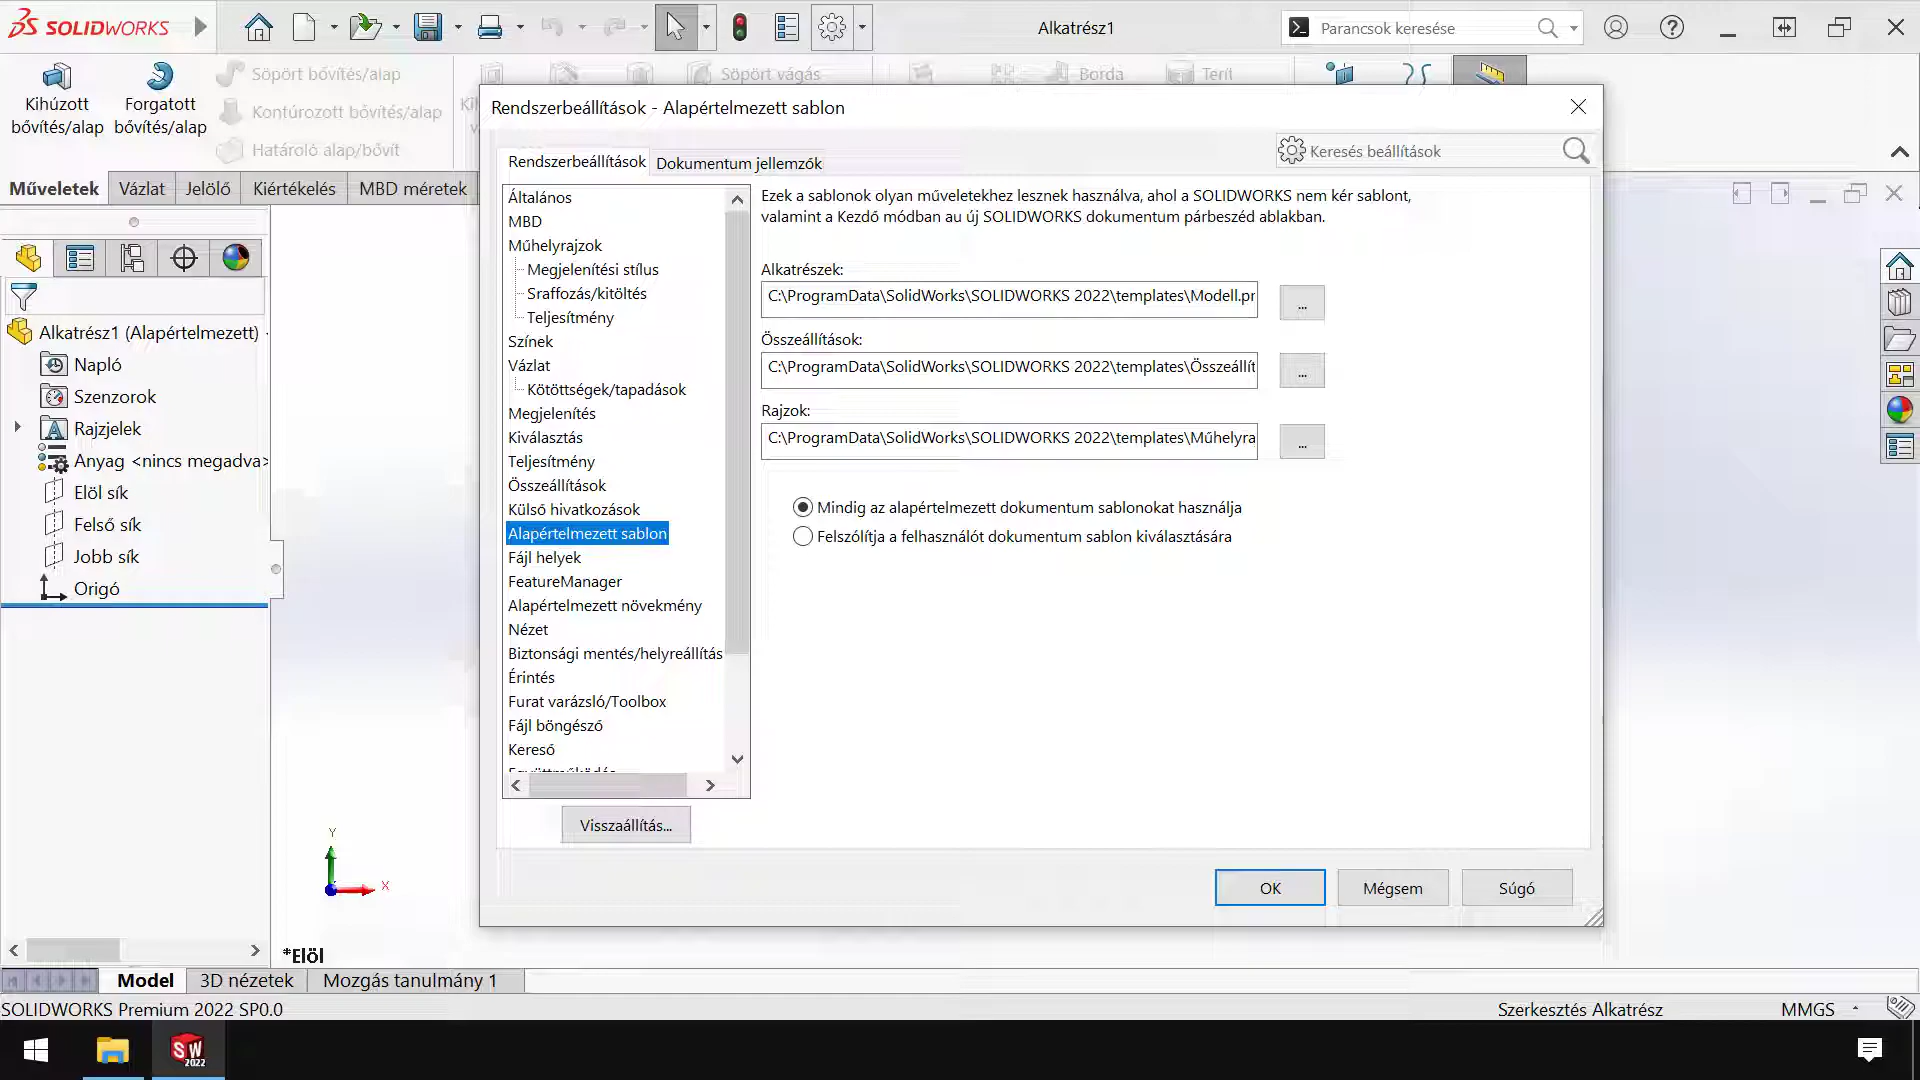 SOLIDWORKS
Alkatrész1
Parancsok keresése
Kihúzott bővítés/alap
Forgatott bővítés/alap
Söpört bővítés/alap
Kontúrozott bővítés/alap
Határoló alap/bővít
Söpört vágás
Borda
Terít
Műveletek
Vázlat
Jelölő
Kiértékelés
MBD méretek
Alkatrész1 (Alapértelmezett)
Napló
Szenzorok
Rajzjelek
Anyag <nincs megadva>
Elöl sík
Felső sík
Jobb sík
Origó
Rendszerbeállítások - Alapértelmezett sablon
Rendszerbeállítások
Dokumentum jellemzők
Keresés beállítások
Általános
MBD
Műhelyrajzok
Megjelenítési stílus
Sraffozás/kitöltés
Teljesítmény
Színek
Vázlat
Kötöttségek/tapadások
Megjelenítés
Kiválasztás
Teljesítmény
Összeállítások
Külső hivatkozások
Alapértelmezett sablon
Fájl helyek
FeatureManager
Alapértelmezett növekmény
Nézet
Biztonsági mentés/helyreállítás
Érintés
Furat varázsló/Toolbox
Fájl böngésző
Kereső
Visszaállítás...
Ezek a sablonok olyan műveletekhez lesznek használva, ahol a SOLIDWORKS nem kér sablont,
valamint a Kezdő módban au új SOLIDWORKS dokumentum párbeszéd ablakban.
Alkatrészek:
C:\ProgramData\SolidWorks\SOLIDWORKS 2022\templates\Modell.pr
...
Összeállítások:
C:\ProgramData\SolidWorks\SOLIDWORKS 2022\templates\Összeállít
...
Rajzok:
C:\ProgramData\SolidWorks\SOLIDWORKS 2022\templates\Műhelyra
...
Mindig az alapértelmezett dokumentum sablonokat használja
Felszólítja a felhasználót dokumentum sablon kiválasztására
OK
Mégsem
Súgó
Y
X
*Elöl
Model
3D nézetek
Mozgás tanulmány 1
SOLIDWORKS Premium 2022 SP0.0
Szerkesztés Alkatrész
MMGS
SW
2022